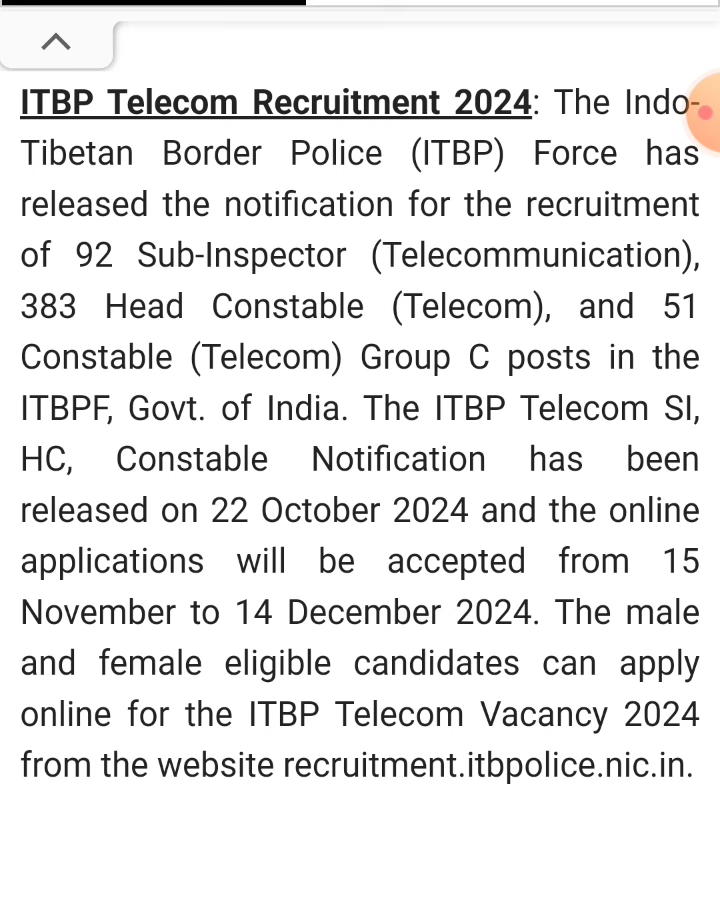 ITBP Telecom Recruitment 2024: The Indo-
Tibetan Border Police (ITBP) Force has
released the notification for the recruitment
of 92 Sub-Inspector (Telecommunication),
383 Head Constable (Telecom), and 51
Constable (Telecom) Group C posts in the
ITBPF, Govt. of India. The ITBP Telecom SI,
HC, Constable Notification has been
released on 22 October 2024 and the online
applications will be accepted from 15
November to 14 December 2024. The male
and female eligible candidates can apply
online for the ITBP Telecom Vacancy 2024
from the website recruitment.itbpolice.nic.in.